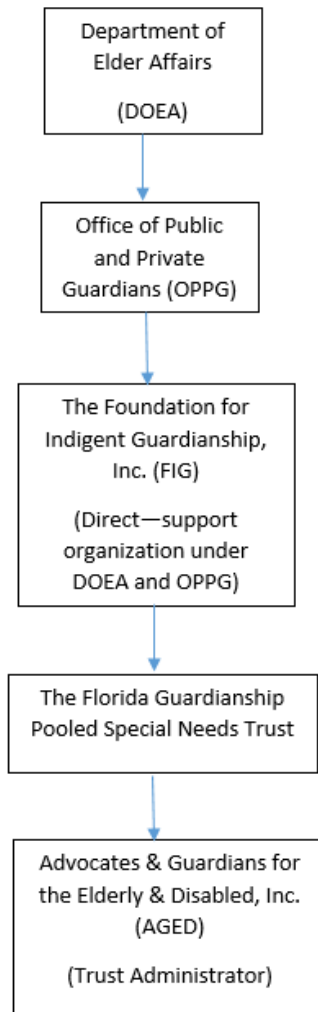 Department of
Elder Affairs
(DOEA)
Office of Public
and Private
Guardians (OPPG)
The Foundation for
Indigent Guardianship,
Inc. (FIG)
(Direct—support
organization under
DOEA and OPPG)
The Florida Guardianship
Pooled Special Needs Trust
Advocates & Guardians for
the Elderly & Disabled, Inc.
(AGED)
(Trust Administrator)